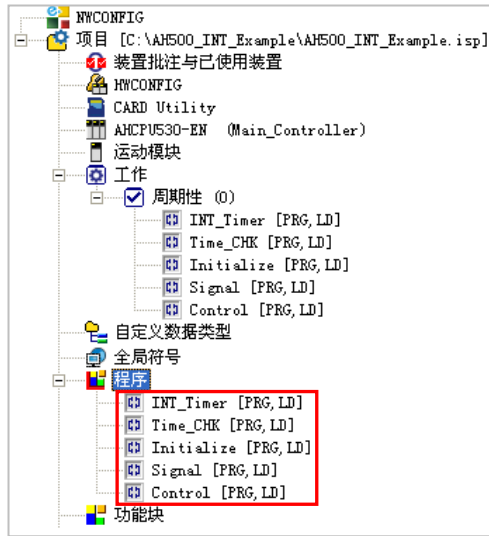 NWCONFIG
项目 [C:\AH500_INT_Example\AH500_INT_Example.isp]
装置批注与已使用装置
HWCONFIG
CARD Utility
AHCPU530-EN (Main_Controller)
运动模块
工作
周期性 (0)
INT_Timer [PRG,LD]
Time_CHK [PRG,LD]
Initialize [PRG,LD]
Signal [PRG,LD]
Control [PRG,LD]
自定义数据类型
全局符号
程序
INT_Timer [PRG,LD]
Time_CHK [PRG,LD]
Initialize [PRG,LD]
Signal [PRG,LD]
Control [PRG,LD]
功能块